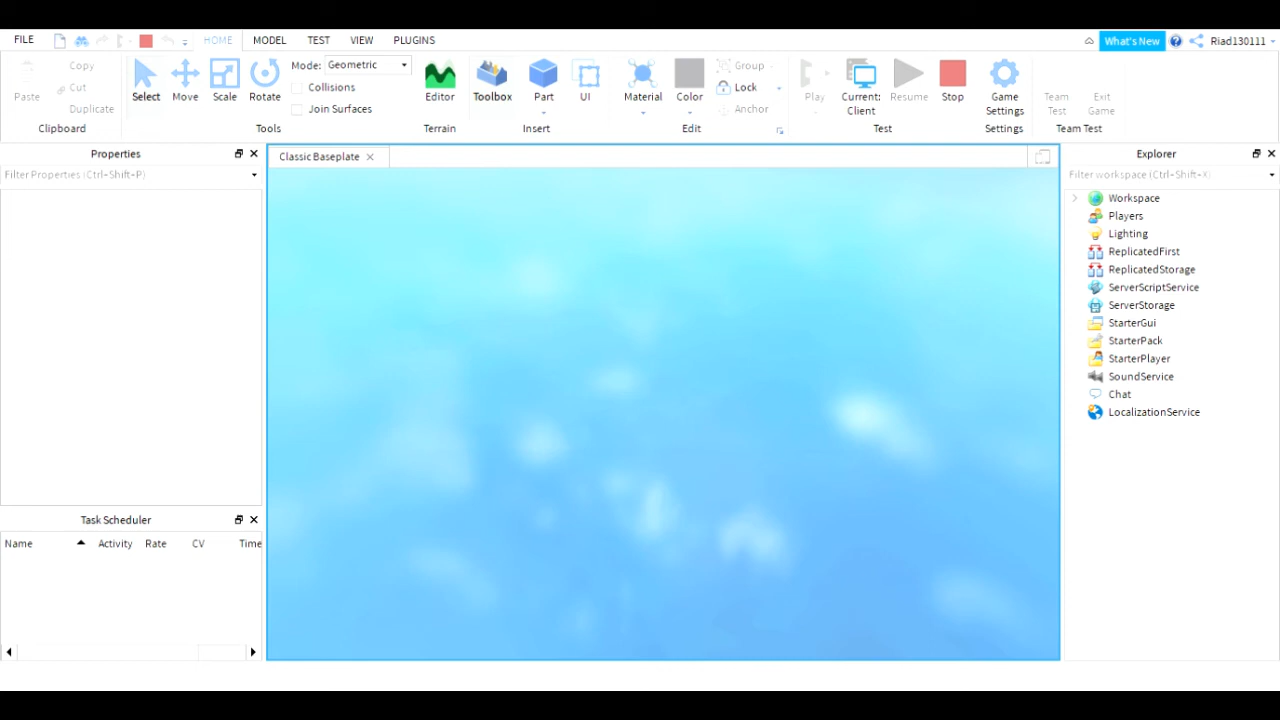 FILE HOME MODEL TEST VIEW PLUGINS What's New Riad130111
Paste Copy Cut Duplicate Clipboard
Select Move Scale Rotate Mode: Geometric Collisions Join Surfaces Tools
Editor Terrain
Toolbox Part UI Insert
Material Color Group Lock Anchor Edit
Play Current: Client Resume Stop Test
Game Settings Settings
Team Test Exit Game Team Test
Properties
Filter Properties (Ctrl+Shift+P)
Task Scheduler
Name Activity Rate CV Time
Classic Baseplate
Explorer
Filter workspace (Ctrl+Shift+X)
Workspace
Players
Lighting
ReplicatedFirst
ReplicatedStorage
ServerScriptService
ServerStorage
StarterGui
StarterPack
StarterPlayer
SoundService
Chat
LocalizationService